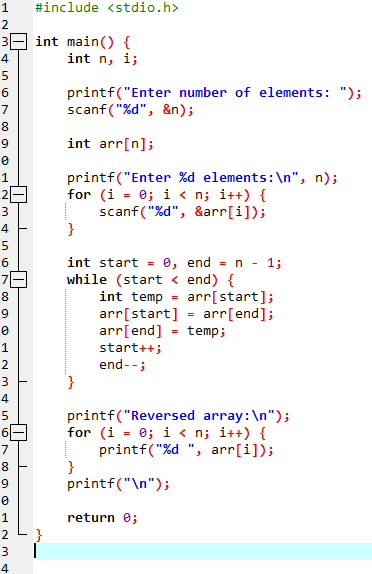 1 #include <stdio.h>
2
3 int main() {
4     int n, i;
5
6     printf("Enter number of elements: ");
7     scanf("%d", &n);
8
9     int arr[n];
0
1     printf("Enter %d elements:\n", n);
2     for (i = 0; i < n; i++) {
3         scanf("%d", &arr[i]);
4     }
5
6     int start = 0, end = n - 1;
7     while (start < end) {
8         int temp = arr[start];
9         arr[start] = arr[end];
0         arr[end] = temp;
1         start++;
2         end--;
3     }
4
5     printf("Reversed array:\n");
6     for (i = 0; i < n; i++) {
7         printf("%d ", arr[i]);
8     }
9     printf("\n");
0
1     return 0;
2 }
3
4